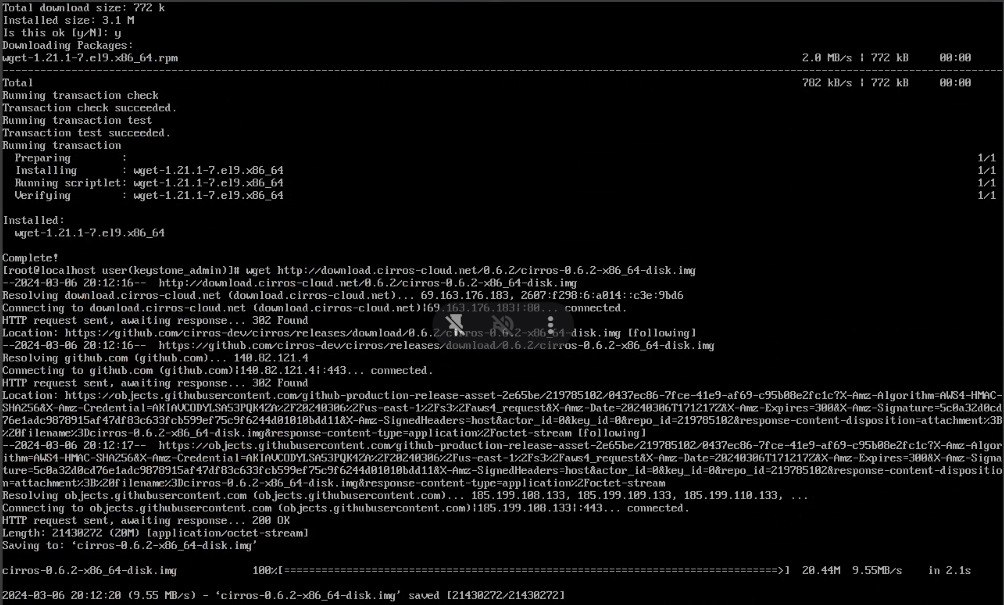 Total download size: 772 k
Installed size: 3.1 M
Is this ok [y/N]: y
Downloading Packages:
wget-1.21.1-7.el9.x86_64.rpm 2.0 MB/s | 772 kB 00:00
Total 782 kB/s | 772 kB 00:00
Running transaction check
Transaction check succeeded.
Running transaction test
Transaction test succeeded.
Running transaction
Preparing : 1/1
Installing : wget-1.21.1-7.el9.x86_64 1/1
Running scriptlet: wget-1.21.1-7.el9.x86_64 1/1
Verifying : wget-1.21.1-7.el9.x86_64 1/1
Installed:
wget-1.21.1-7.el9.x86_64
Complete!
[root@localhost user(keystone_admin)]# wget http://download.cirros-cloud.net/0.6.2/cirros-0.6.2-x86_64-disk.img
--2024-03-06 20:12:16-- http://download.cirros-cloud.net/0.6.2/cirros-0.6.2-x86_64-disk.img
Resolving download.cirros-cloud.net (download.cirros-cloud.net)... 69.163.176.183, 2607:f298:6:a014::c3e:9bd6
Connecting to download.cirros-cloud.net (download.cirros-cloud.net)|69.163.176.183|:80... connected.
HTTP request sent, awaiting response... 302 Found
Location: https://github.com/cirros-dev/cirros/releases/download/0.6.2/cirros-0.6.2-x86_64-disk.img [following]
--2024-03-06 20:12:16-- https://github.com/cirros-dev/cirros/releases/download/0.6.2/cirros-0.6.2-x86_64-disk.img
Resolving github.com (github.com)... 140.82.121.4
Connecting to github.com (github.com)|140.82.121.4|:443... connected.
HTTP request sent, awaiting response... 302 Found
Location: https://objects.githubusercontent.com/github-production-release-asset-2e65be/219785102/0437ec86-7fce-41e9-af69-c95b08e2fc1c?X-Amz-Algorithm=AWS4-HMAC-
SHA256&X-Amz-Credential=AKIAVCODYLSA53PQK4ZA%2F20240306%2Fus-east-1%2Fs3%2Faws4_request&X-Amz-Date=20240306T171217Z&X-Amz-Expires=300&X-Amz-Signature=5c0a32d0cd
76e1adc9878915af47df83c633fcb599ef75c9f6244d01010bdd11&X-Amz-SignedHeaders=host&actor_id=0&key_id=0&repo_id=219785102&response-content-disposition=attachment%3B
%20filename%3Dcirros-0.6.2-x86_64-disk.img&response-content-type=application%2Foctet-stream [following]
--2024-03-06 20:12:17-- https://objects.githubusercontent.com/github-production-release-asset-2e65be/219785102/0437ec86-7fce-41e9-af69-c95b08e2fc1c?X-Amz-Algor
ithm=AWS4-HMAC-SHA256&X-Amz-Credential=AKIAVCODYLSA53PQK4ZA%2F20240306%2Fus-east-1%2Fs3%2Faws4_request&X-Amz-Date=20240306T171217Z&X-Amz-Expires=300&X-Amz-Signa
ture=5c0a32d0cd76e1adc9878915af47df83c633fcb599ef75c9f6244d01010bdd11&X-Amz-SignedHeaders=host&actor_id=0&key_id=0&repo_id=219785102&response-content-dispositio
n=attachment%3B%20filename%3Dcirros-0.6.2-x86_64-disk.img&response-content-type=application%2Foctet-stream
Resolving objects.githubusercontent.com (objects.githubusercontent.com)... 185.199.108.133, 185.199.109.133, 185.199.110.133, ...
Connecting to objects.githubusercontent.com (objects.githubusercontent.com)|185.199.108.133|:443... connected.
HTTP request sent, awaiting response... 200 OK
Length: 21430272 (20M) [application/octet-stream]
Saving to: ‘cirros-0.6.2-x86_64-disk.img’
cirros-0.6.2-x86_64-disk.img 100%[==================================================================================>] 20.44M 9.55MB/s in 2.1s
2024-03-06 20:12:20 (9.55 MB/s) - ‘cirros-0.6.2-x86_64-disk.img’ saved [21430272/21430272]